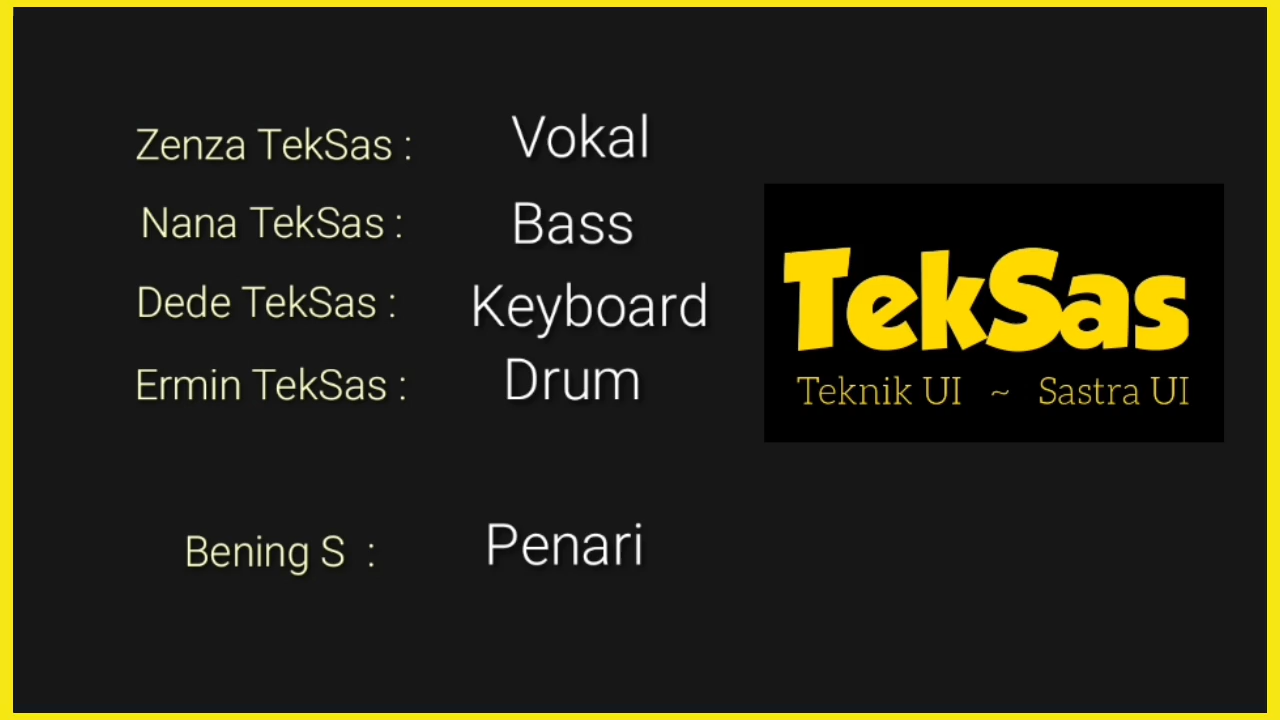 Zenza TekSas : Vokal
Nana TekSas : Bass
Dede TekSas : Keyboard
Ermin TekSas : Drum
Bening S : Penari
TekSas
Teknik UI ~ Sastra UI